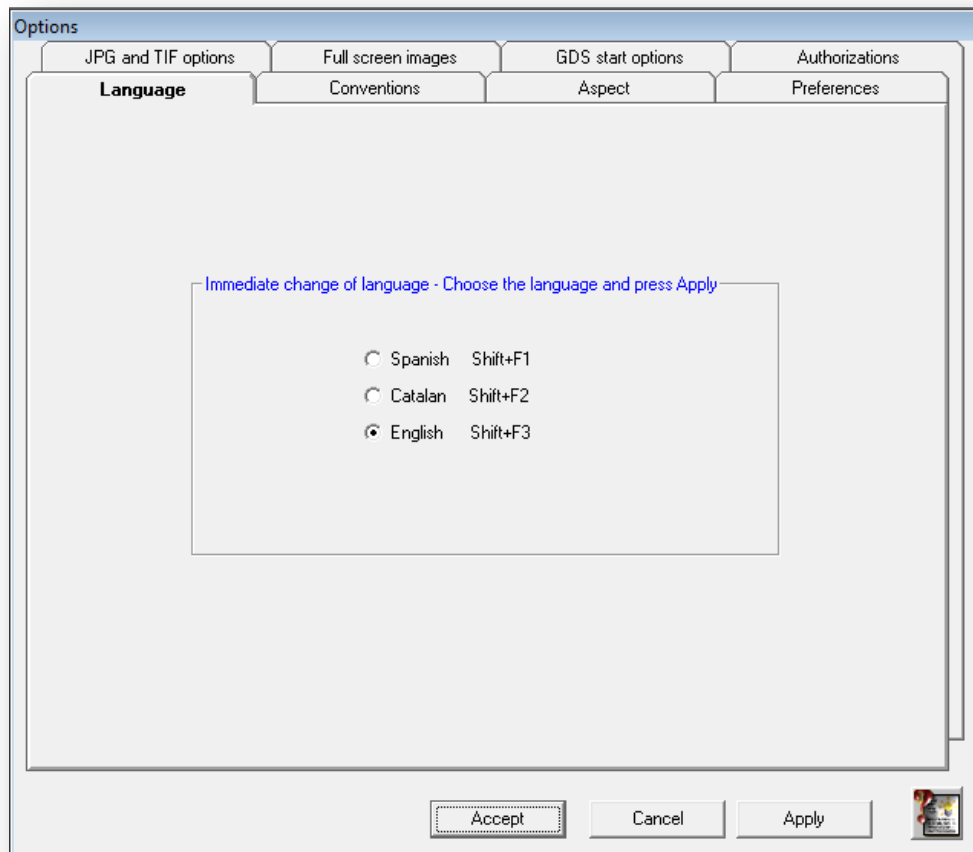 Options
JPG and TIF options Full screen images GDS start options Authorizations
Language Conventions Aspect Preferences
Immediate change of language - Choose the language and press Apply
Spanish Shift+F1
Catalan Shift+F2
English Shift+F3
Accept Cancel Apply